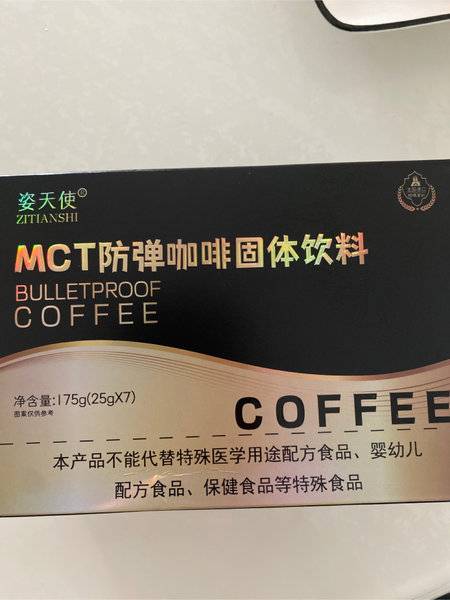 姿天使®
ZITIANSHI
MCT防弹咖啡固体饮料
BULLETPROOF
COFFEE
净含量:175g(25gX7)
图案仅供参考
COFFEE
本产品不能代替特殊医学用途配方食品、婴幼儿
配方食品、保健食品等特殊食品